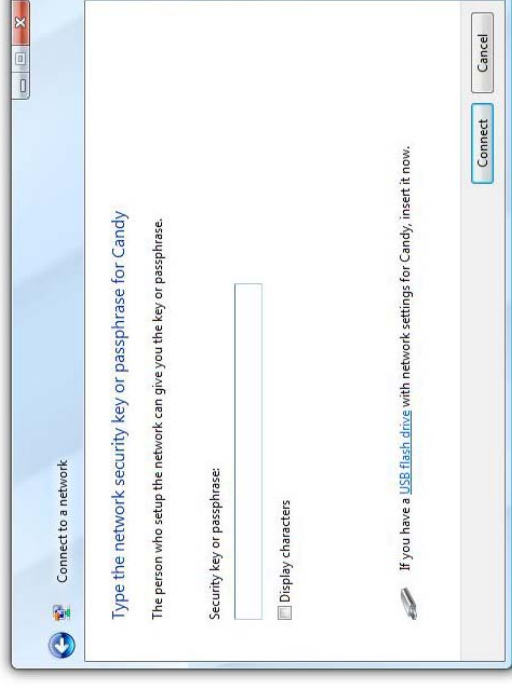 Connect to a network
Type the network security key or passphrase for Candy
The person who setup the network can give you the key or passphrase.
Security key or passphrase:
Display characters
If you have a USB flash drive with network settings for Candy, insert it now.
Connect
Cancel